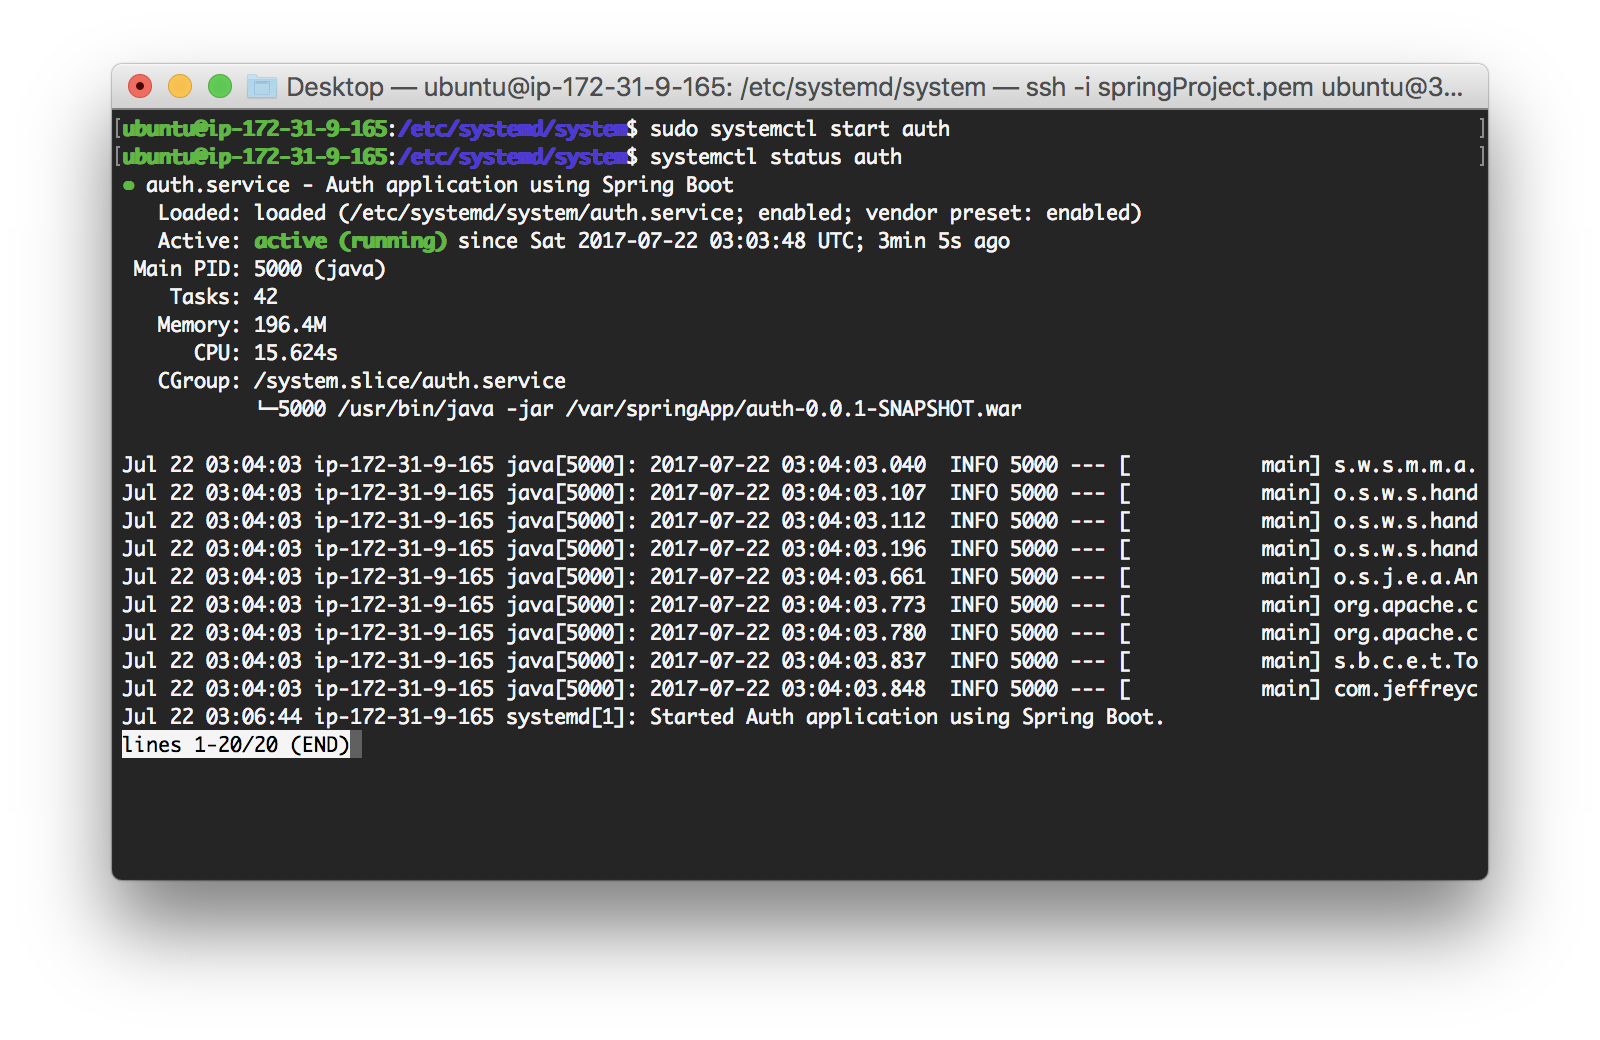 Desktop — ubuntu@ip-172-31-9-165: /etc/systemd/system — ssh -i springProject.pem ubuntu@3...
[ubuntu@ip-172-31-9-165:/etc/systemd/system$ sudo systemctl start auth ]
[ubuntu@ip-172-31-9-165:/etc/systemd/system$ systemctl status auth ]
● auth.service - Auth application using Spring Boot
   Loaded: loaded (/etc/systemd/system/auth.service; enabled; vendor preset: enabled)
   Active: active (running) since Sat 2017-07-22 03:03:48 UTC; 3min 5s ago
 Main PID: 5000 (java)
    Tasks: 42
   Memory: 196.4M
      CPU: 15.624s
   CGroup: /system.slice/auth.service
           └─5000 /usr/bin/java -jar /var/springApp/auth-0.0.1-SNAPSHOT.war
Jul 22 03:04:03 ip-172-31-9-165 java[5000]: 2017-07-22 03:04:03.040  INFO 5000 --- [           main] s.w.s.m.m.a.
Jul 22 03:04:03 ip-172-31-9-165 java[5000]: 2017-07-22 03:04:03.107  INFO 5000 --- [           main] o.s.w.s.hand
Jul 22 03:04:03 ip-172-31-9-165 java[5000]: 2017-07-22 03:04:03.112  INFO 5000 --- [           main] o.s.w.s.hand
Jul 22 03:04:03 ip-172-31-9-165 java[5000]: 2017-07-22 03:04:03.196  INFO 5000 --- [           main] o.s.w.s.hand
Jul 22 03:04:03 ip-172-31-9-165 java[5000]: 2017-07-22 03:04:03.661  INFO 5000 --- [           main] o.s.j.e.a.An
Jul 22 03:04:03 ip-172-31-9-165 java[5000]: 2017-07-22 03:04:03.773  INFO 5000 --- [           main] org.apache.c
Jul 22 03:04:03 ip-172-31-9-165 java[5000]: 2017-07-22 03:04:03.780  INFO 5000 --- [           main] org.apache.c
Jul 22 03:04:03 ip-172-31-9-165 java[5000]: 2017-07-22 03:04:03.837  INFO 5000 --- [           main] s.b.c.e.t.To
Jul 22 03:04:03 ip-172-31-9-165 java[5000]: 2017-07-22 03:04:03.848  INFO 5000 --- [           main] com.jeffreyc
Jul 22 03:06:44 ip-172-31-9-165 systemd[1]: Started Auth application using Spring Boot.
lines 1-20/20 (END)